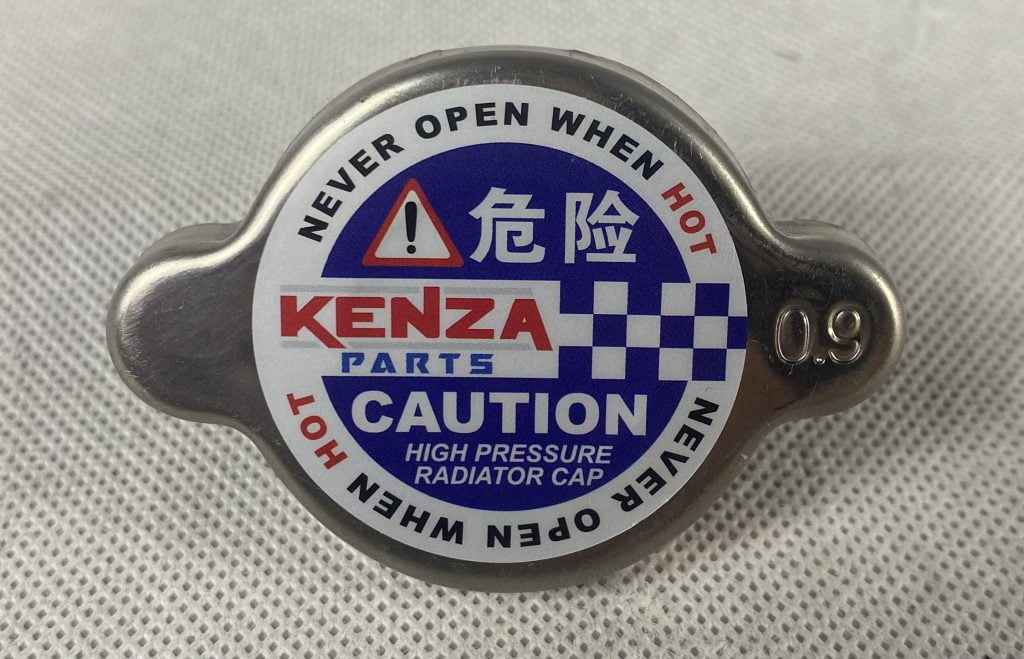 NEVER OPEN WHEN HOT
危险
KENZA
PARTS
0.9
CAUTION
HIGH PRESSURE
RADIATOR CAP
NEVER OPEN WHEN HOT